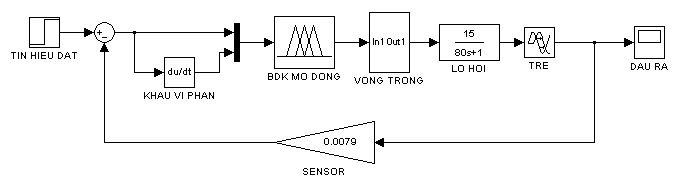 TIN HIEU DAT
+
-
du/dt
KHAU VI PHAN
BDK MO DONG
In1 Out1
VONG TRONG
15
80s+1
LO HOI
TRE
DAU RA
0.0079
SENSOR